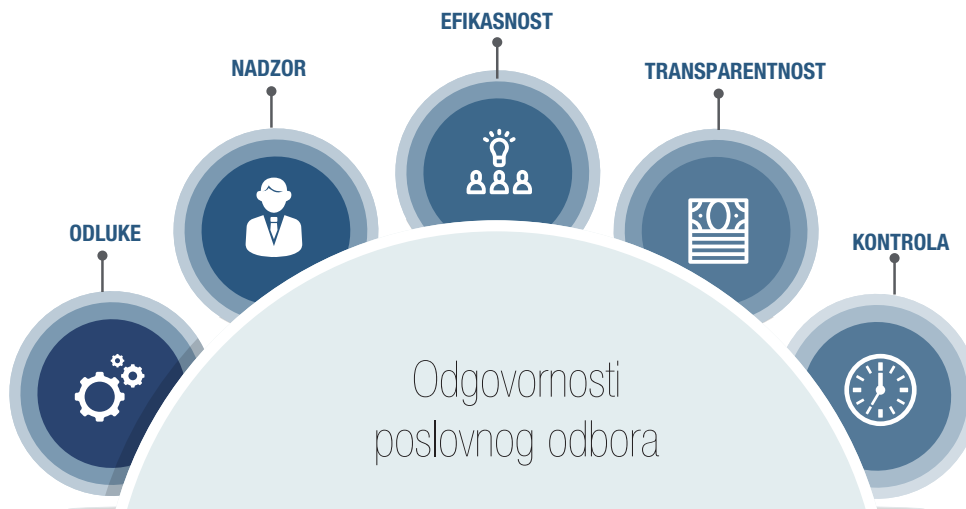 EFIKASNOST
NADZOR
TRANSPARENTNOST
ODLUKE
KONTROLA
Odgovornosti
poslovnog odbora